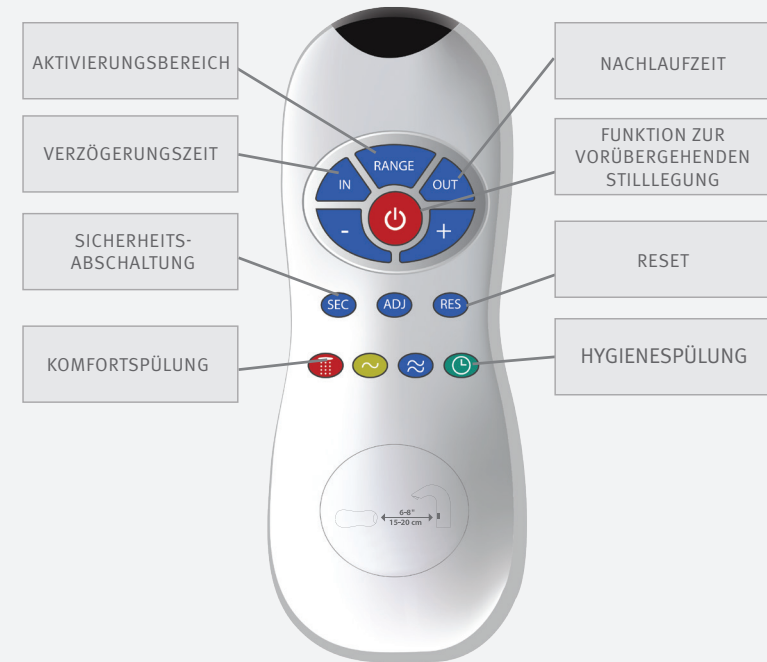 AKTIVIERUNGSBEREICH
NACHLAUFZEIT
VERZÖGERUNGSZEIT
FUNKTION ZUR
VORÜBERGEHENDEN
STILLLEGUNG
RANGE
IN
OUT
-
+
SICHERHEITS-
ABSCHALTUNG
RESET
SEC
ADJ
RES
KOMFORTSPÜLUNG
HYGIENESPÜLUNG
6-8"
15-20 cm